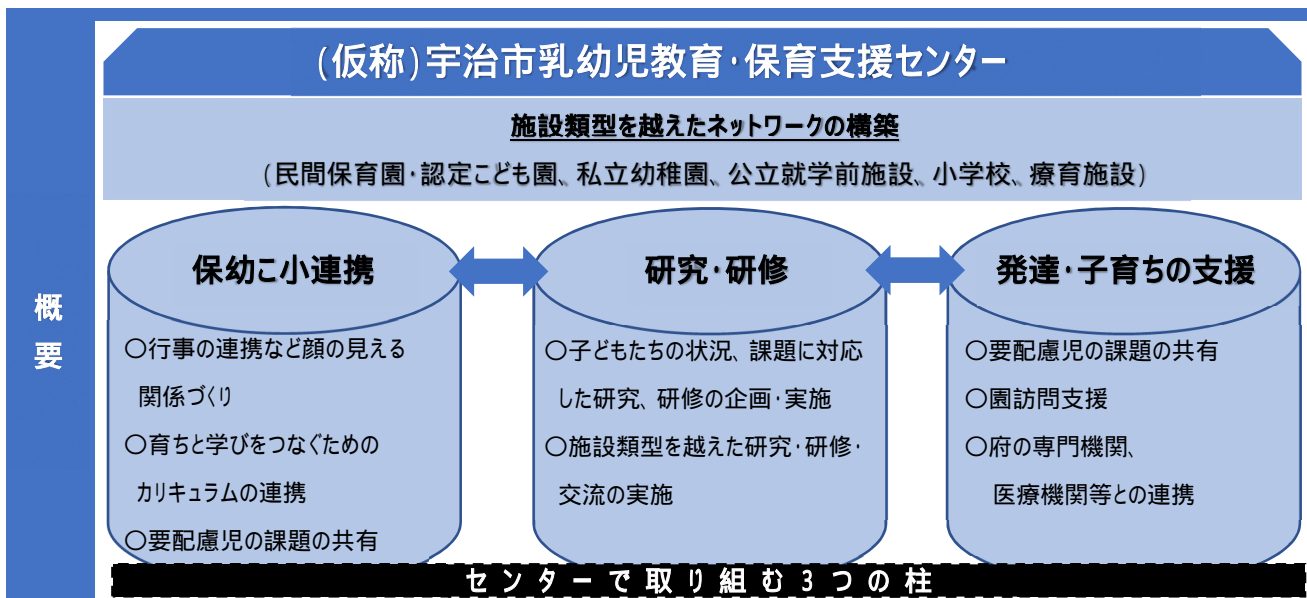 概要
(仮称)宇治市乳幼児教育・保育支援センター
施設類型を越えたネットワークの構築
(民間保育園・認定こども園、私立幼稚園、公立就学前施設、小学校、療育施設)
保幼こ小連携
〇行事の連携など顔の見える
関係づくり
〇育ちと学びをつなぐための
カリキュラムの連携
〇要配慮児の課題の共有
研究・研修
〇子どもたちの状況、課題に対応
した研究、研修の企画・実施
〇施設類型を越えた研究・研修・
交流の実施
発達・子育ちの支援
〇要配慮児の課題の共有
〇園訪問支援
〇府の専門機関、
医療機関等との連携
センターで取り組む3つの柱